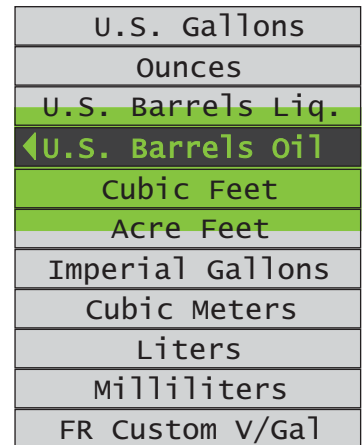 U.S. Gallons
Ounces
U.S. Barrels Liq.
U.S. Barrels Oil
Cubic Feet
Acre Feet
Imperial Gallons
Cubic Meters
Liters
Milliliters
FR Custom V/Gal